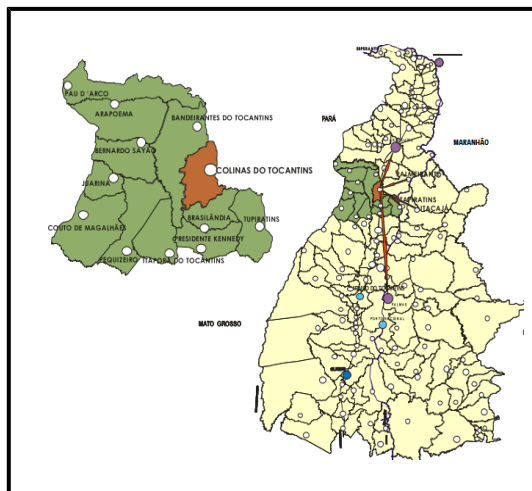 PAU D 'ARCO
ARAPOEMA
BANDEIRANTES DO TOCANTINS
BERNARDO SAYÃO
COLINAS DO TOCANTINS
JUARINA
COUTO DE MAGALHÃES
BRASILÂNDIA
TUPIRATINS
PRESIDENTE KENNEDY
PEQUIZEIRO
ITAPORÃ DO TOCANTINS
MATO GROSSO
PARÁ
MARANHÃO
ITACAJÁ
PALMAS